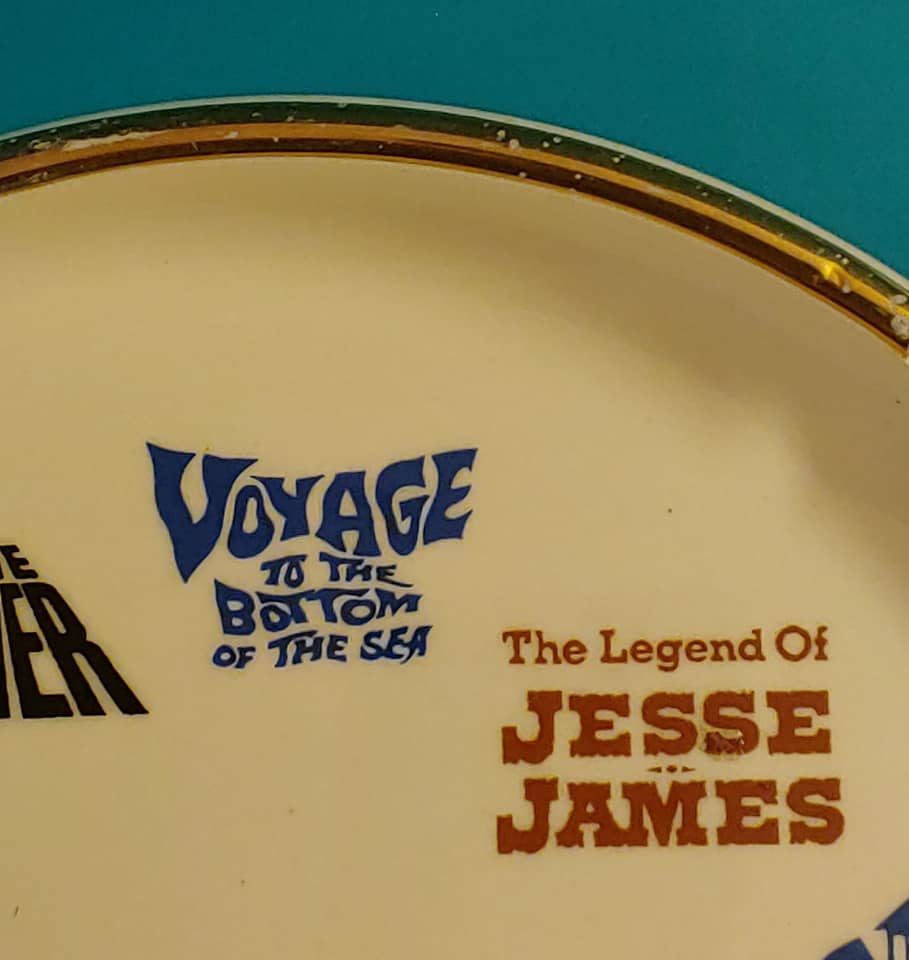 VOYAGE
TO THE
BOTTOM
OF THE SEA
The Legend Of
JESSE
JAMES